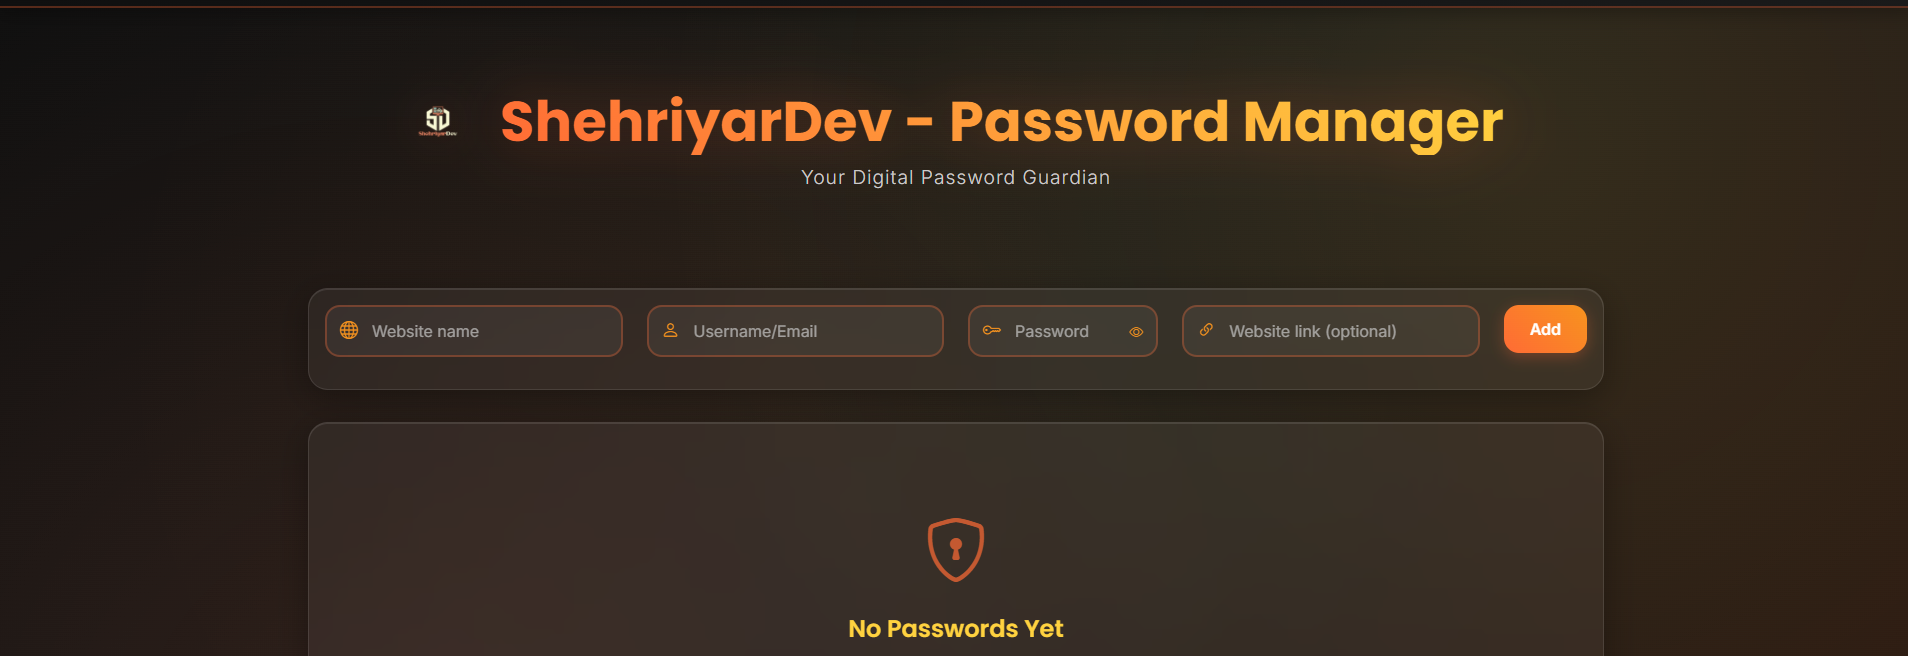 ShehriyarDev
ShehriyarDev - Password Manager
Your Digital Password Guardian
Website name
Username/Email
Password
Website link (optional)
Add
No Passwords Yet